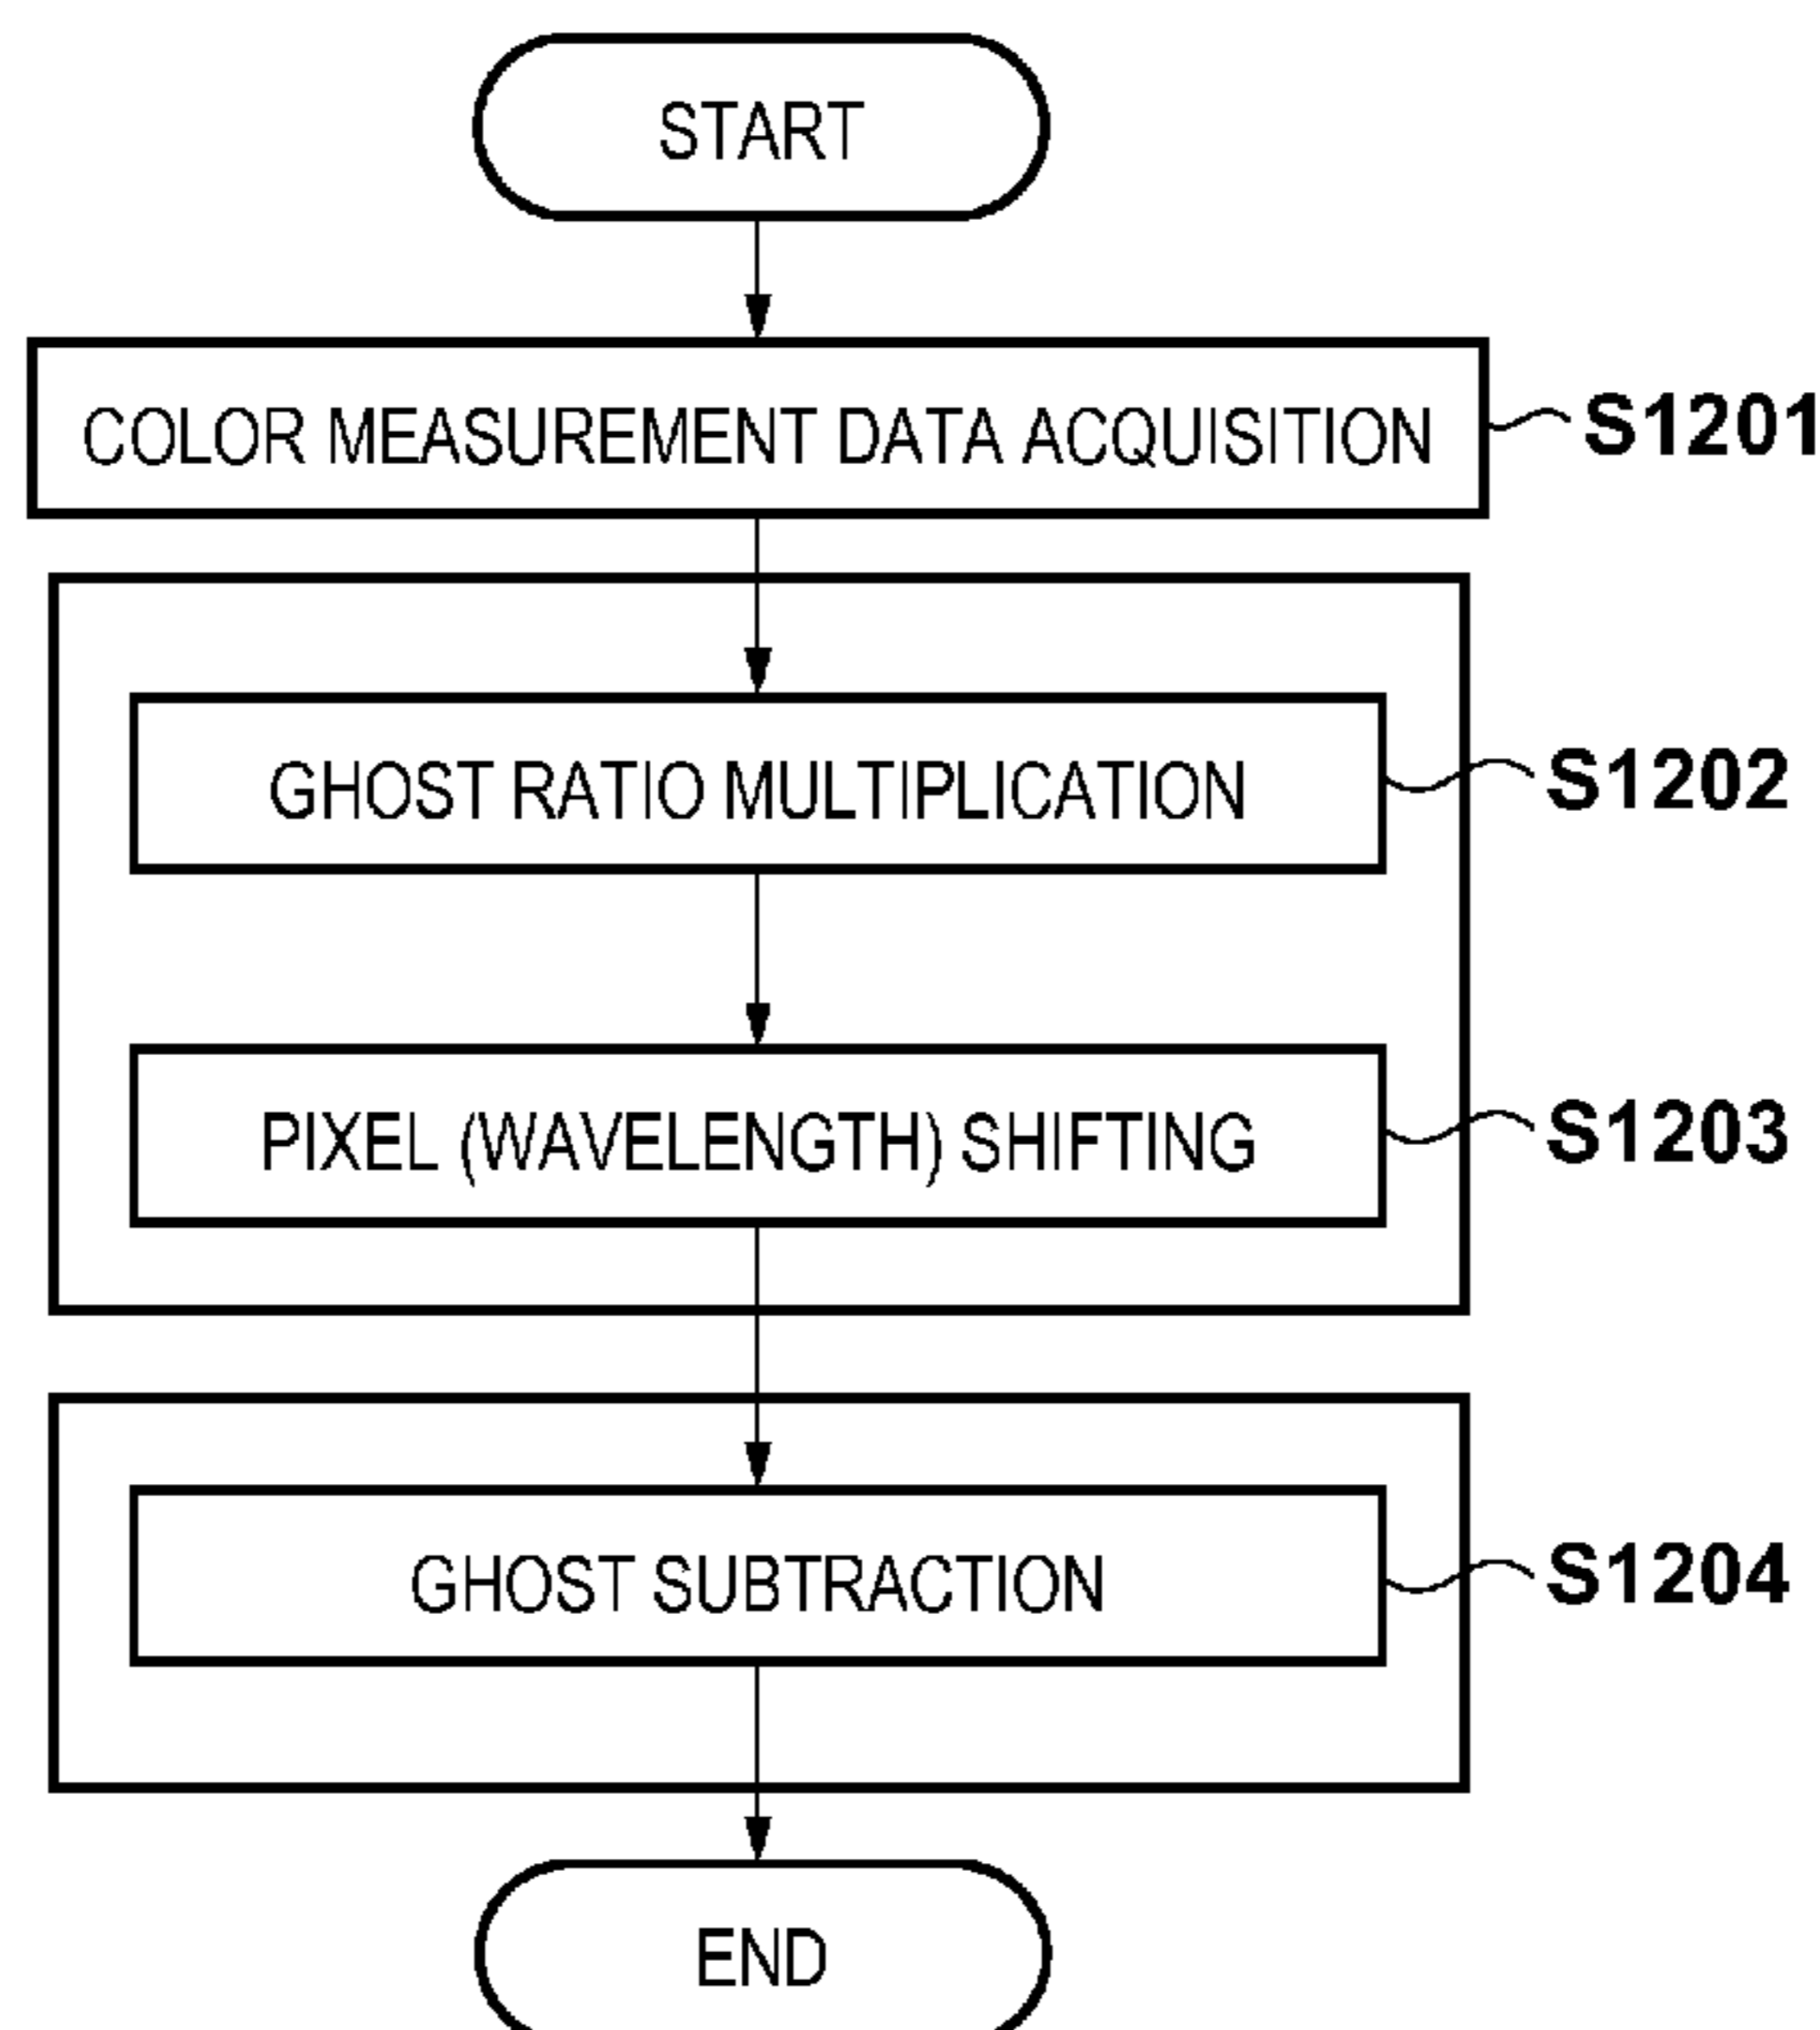 START
COLOR MEASUREMENT DATA ACQUISITION S1201
GHOST RATIO MULTIPLICATION S1202
PIXEL (WAVELENGTH) SHIFTING S1203
GHOST SUBTRACTION S1204
END